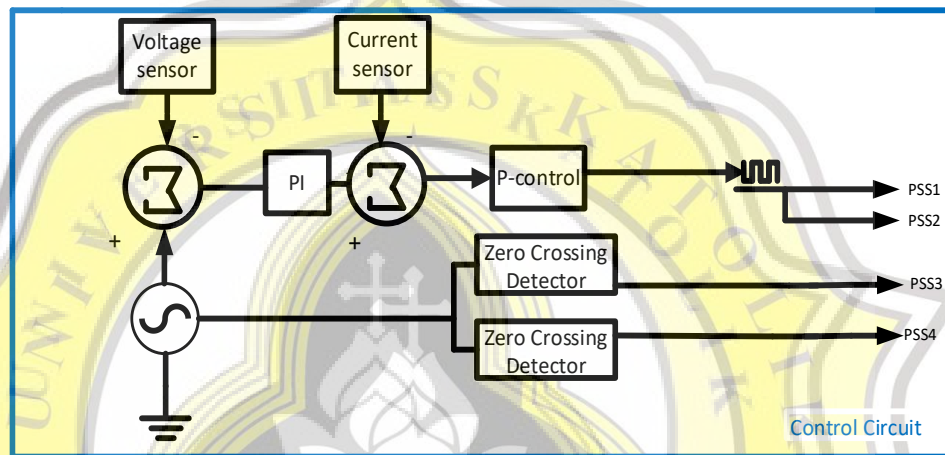 Voltage
sensor
Current
sensor
-
-
PI
P-control
+
+
PSS1
PSS2
Zero Crossing
Detector
PSS3
Zero Crossing
Detector
PSS4
Control Circuit